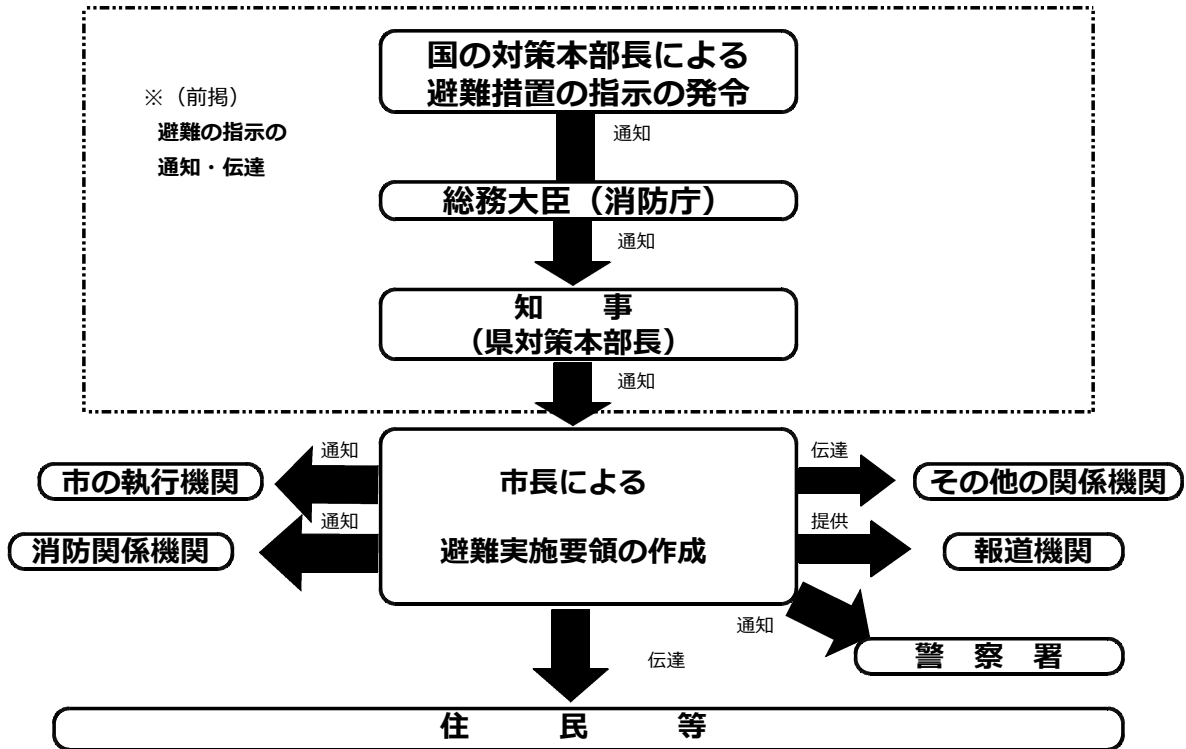 国の対策本部長による
避難措置の指示の発令
※（前掲）
避難の指示の
通知・伝達
通知
総務大臣（消防庁）
通知
知　　事
（県対策本部長）
通知
通知
伝達
市の執行機関
市長による
その他の関係機関
通知
提供
消防関係機関
避難実施要領の作成
報道機関
通知
警　察　署
伝達
住　　　民　　　等